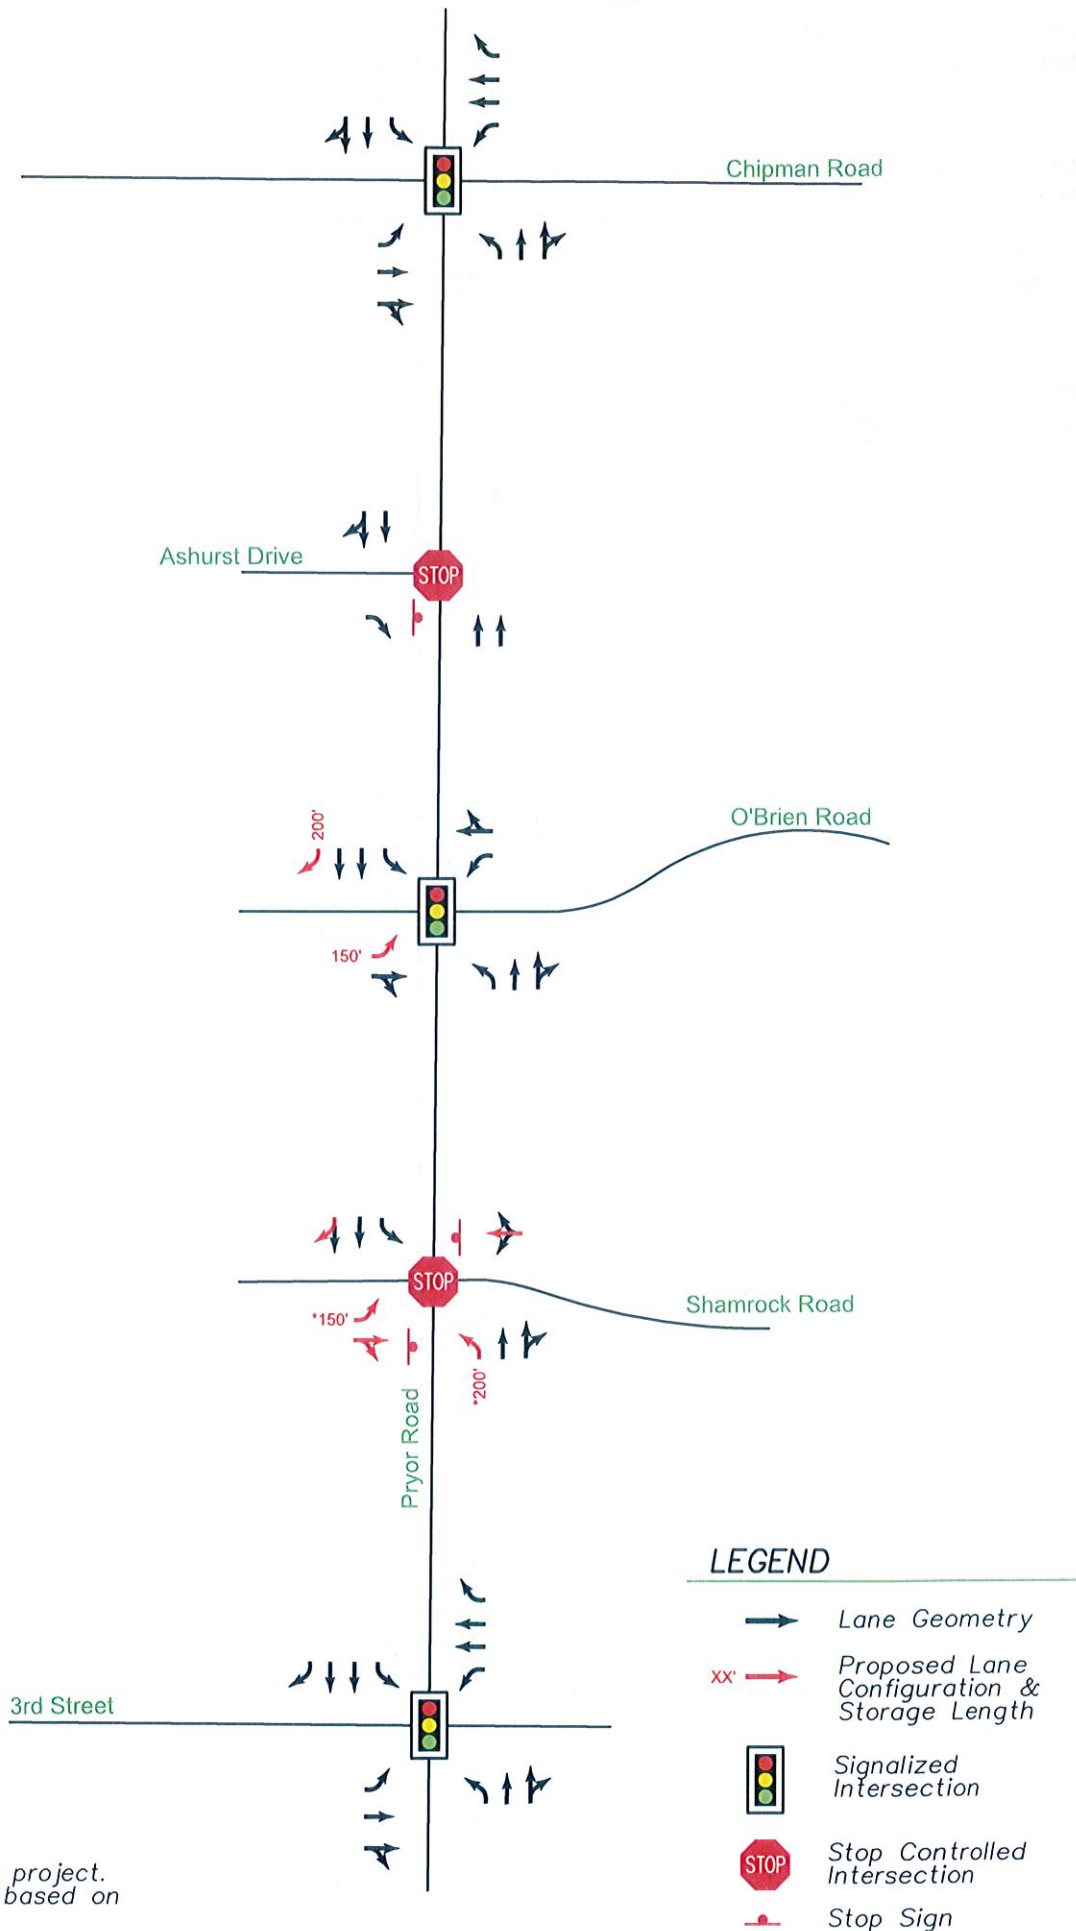 Chipman Road
Ashurst Drive
STOP
200'
O'Brien Road
150'
STOP
*150'
Shamrock Road
*200'
Pryor Road
3rd Street
project.
based on
LEGEND
Lane Geometry
XX'
Proposed Lane
Configuration &
Storage Length
Signalized
Intersection
STOP
Stop Controlled
Intersection
Stop Sign